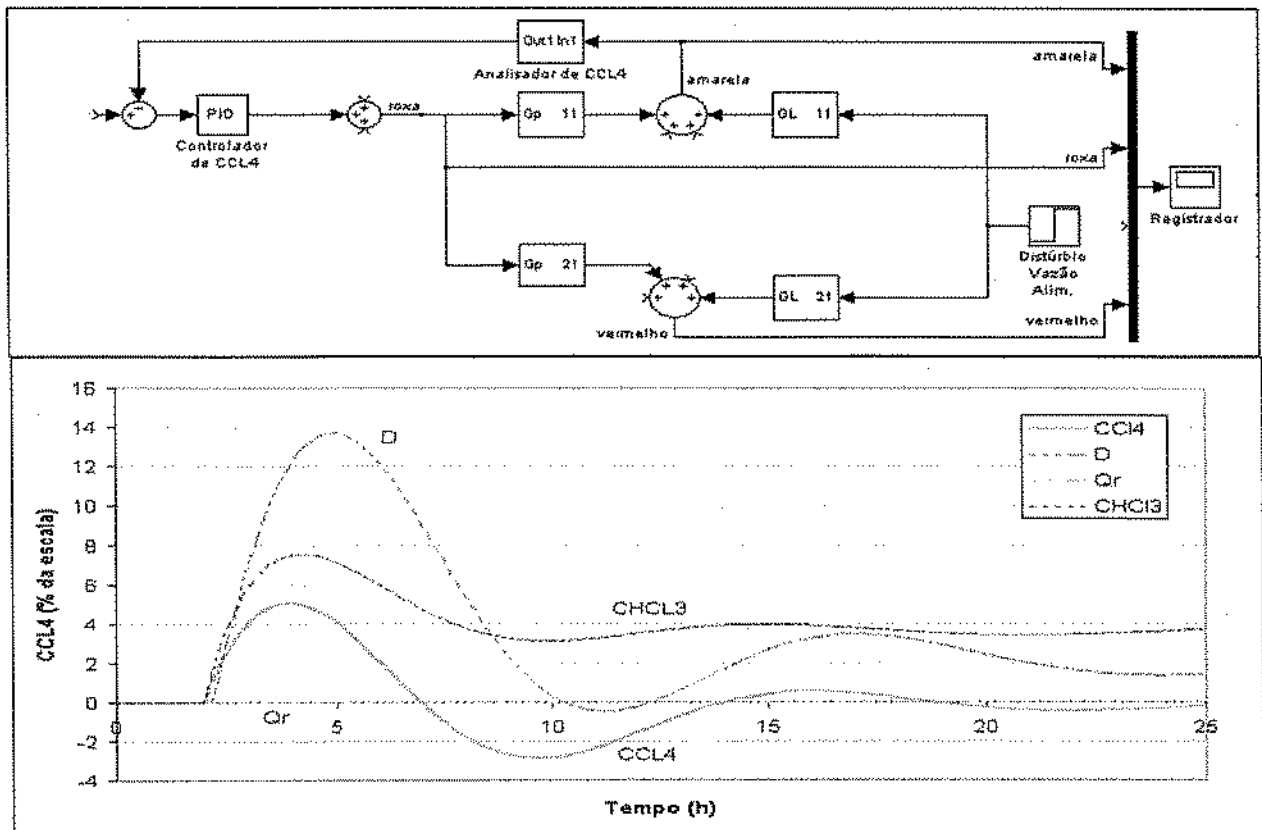 Out1 In1
Analisador de CCL4
amarela
amarela
PID
Controlador
de CCL4
roxa
Gp 11
GL 11
roxa
Registrador
Gp 21
GL 21
Distúrbio
Vazão
Alim.
vermelho
vermelho
CCL4 (% da escala)
16
14
12
10
8
6
4
2
0
-2
-4
D
CHCL3
Qr
CCL4
CCl4
D
Qr
CHCl3
0
5
10
15
20
25
Tempo (h)